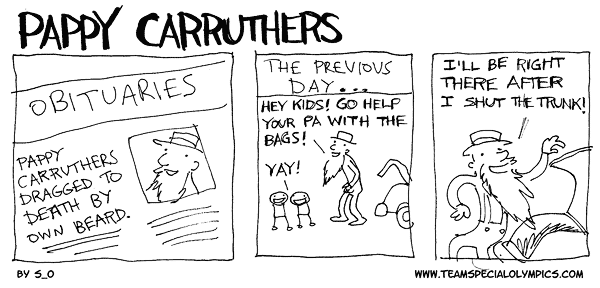 PAPPY CARRUTHERS
OBITUARIES
PAPPY
CARRUTHERS
DRAGGED TO
DEATH BY
OWN BEARD.
THE PREVIOUS
DAY...
HEY KIDS! GO HELP
YOUR PA WITH THE
BAGS!
YAY!
I'LL BE RIGHT
THERE AFTER
I SHUT THE TRUNK!
BY S_O
WWW.TEAMSPECIALOLYMPICS.COM